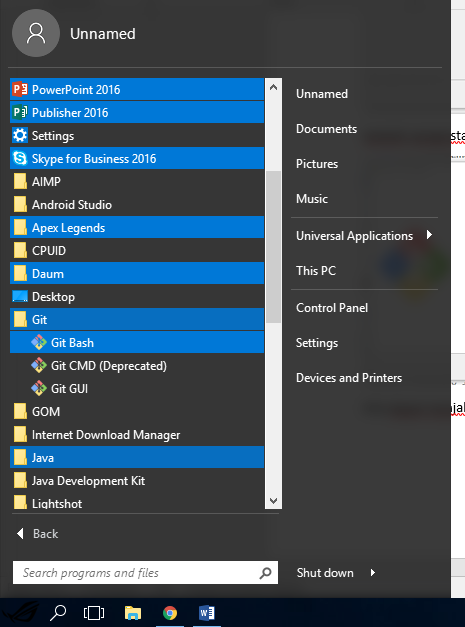 Unnamed
PowerPoint 2016
Publisher 2016
Settings
Skype for Business 2016
AIMP
Android Studio
Apex Legends
CPUID
Daum
Desktop
Git
Git Bash
Git CMD (Deprecated)
Git GUI
GOM
Internet Download Manager
Java
Java Development Kit
Lightshot
Back
Search programs and files
Unnamed
Documents
Pictures
Music
Universal Applications
This PC
Control Panel
Settings
Devices and Printers
Shut down